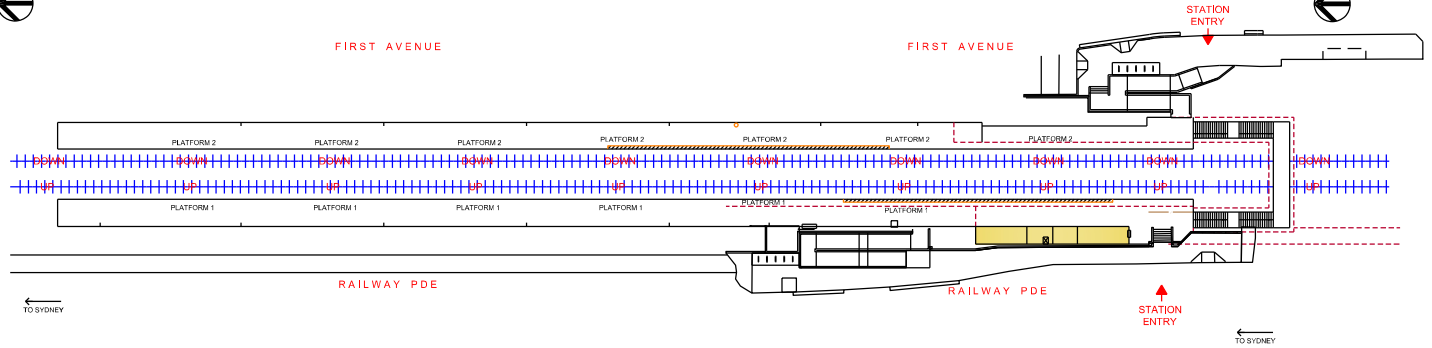 STATION
ENTRY
FIRST AVENUE
FIRST AVENUE
PLATFORM 2
PLATFORM 2
PLATFORM 2
PLATFORM 2
PLATFORM 2
PLATFORM 2
PLATFORM 2
DOWN
DOWN
DOWN
DOWN
DOWN
DOWN
DOWN
DOWN
DOWN
DOWN
UP
UP
UP
UP
UP
UP
UP
UP
UP
UP
PLATFORM 1
PLATFORM 1
PLATFORM 1
PLATFORM 1
PLATFORM 1
PLATFORM 1
RAILWAY PDE
RAILWAY PDE
TO SYDNEY
STATION
ENTRY
TO SYDNEY